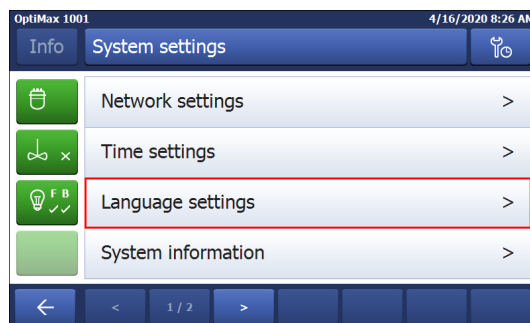 OptiMax 1001 4/16/2020 8:26 AM
Info System settings
Network settings >
Time settings >
F B
Language settings >
System information >
< 1 / 2 >